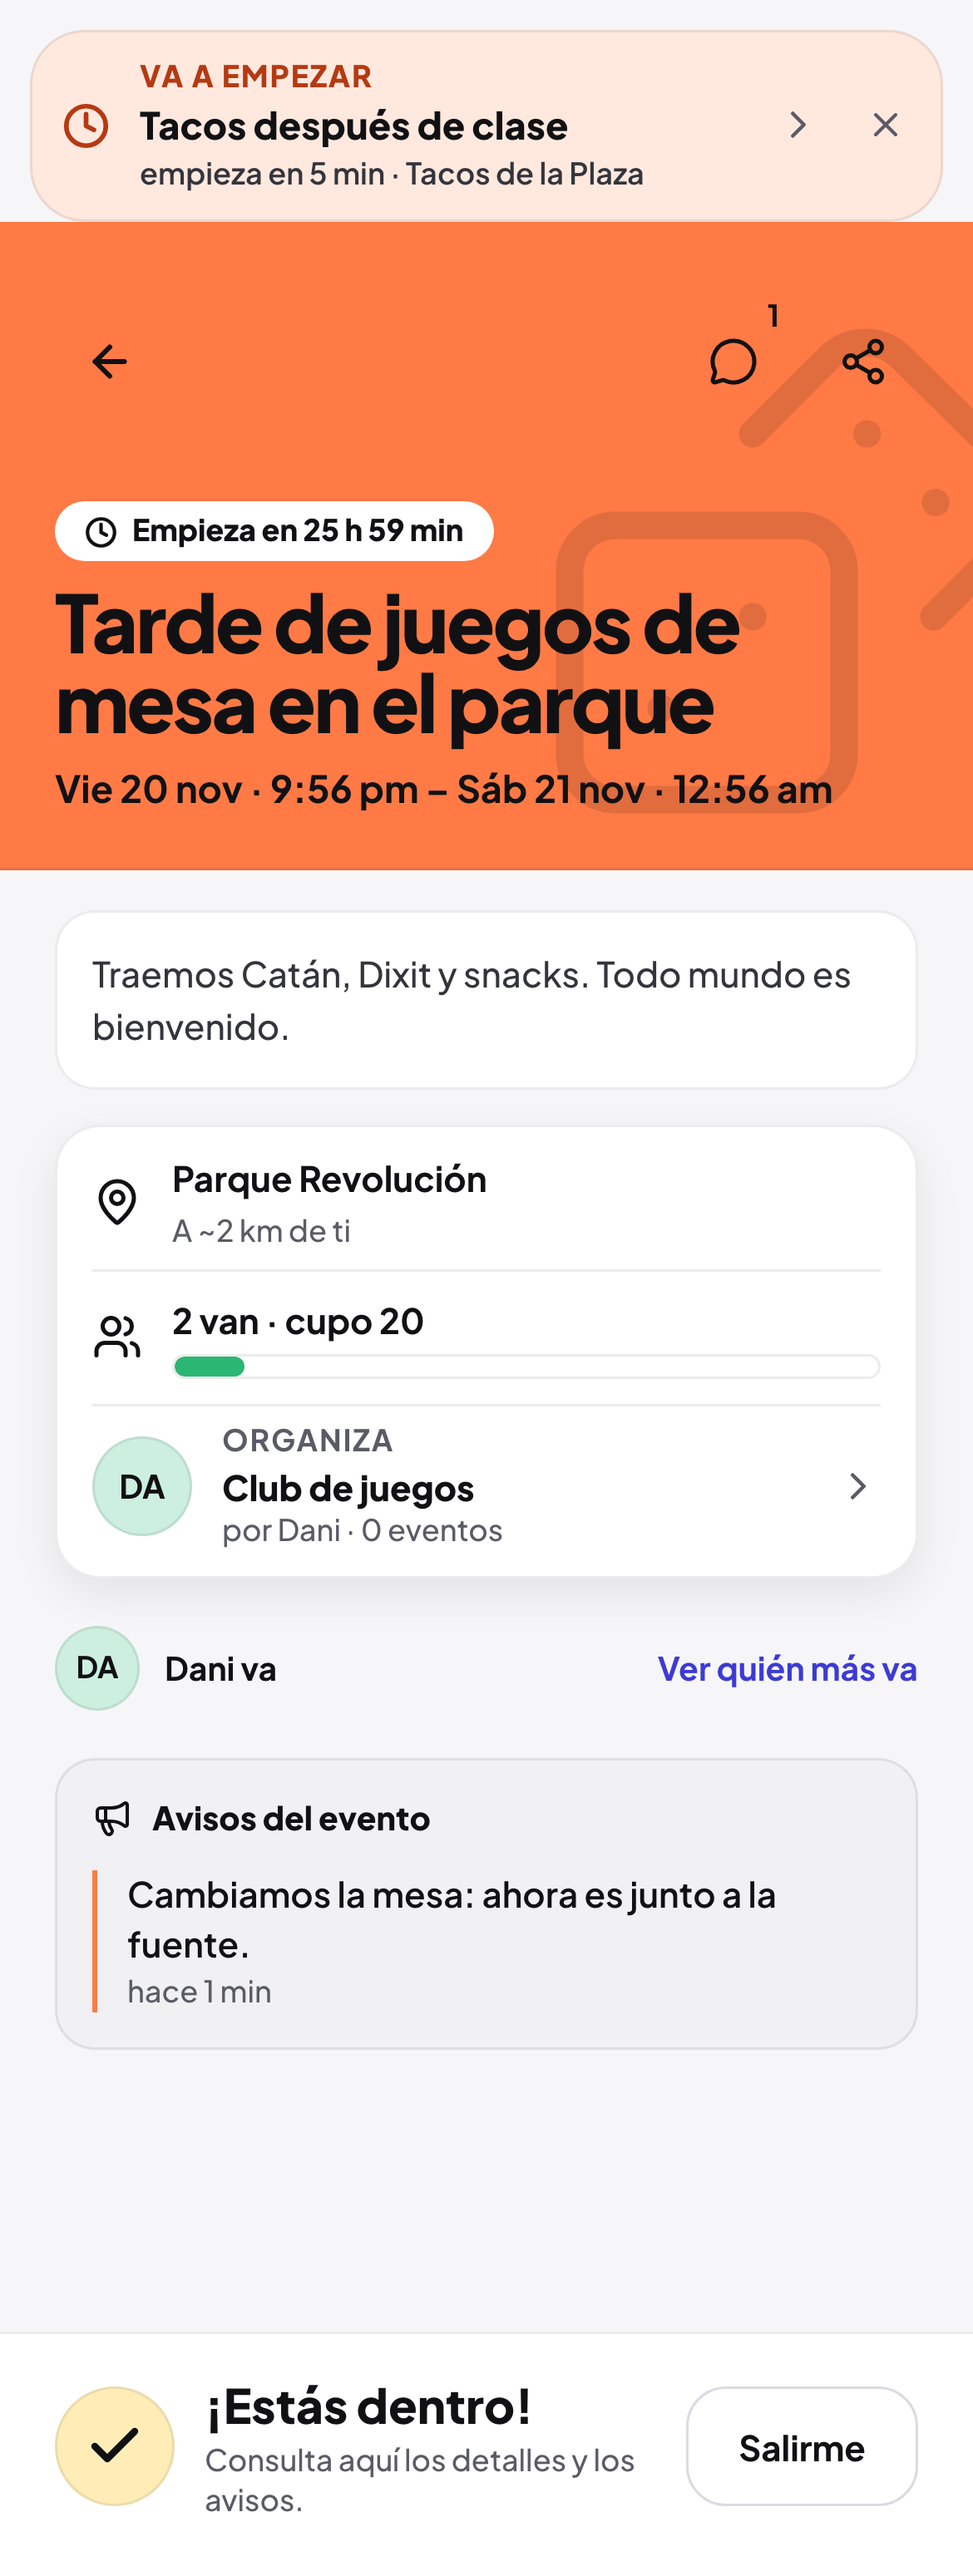 VA A EMPEZAR
Tacos después de clase
empieza en 5 min · Tacos de la Plaza
1
Empieza en 25 h 59 min
Tarde de juegos de
mesa en el parque
Vie 20 nov · 9:56 pm – Sáb 21 nov · 12:56 am
Traemos Catán, Dixit y snacks. Todo mundo es
bienvenido.
Parque Revolución
A ~2 km de ti
2 van · cupo 20
DA
ORGANIZA
Club de juegos
por Dani · 0 eventos
DA
Dani va
Ver quién más va
Avisos del evento
Cambiamos la mesa: ahora es junto a la
fuente.
hace 1 min
¡Estás dentro!
Consulta aquí los detalles y los
avisos.
Salirme